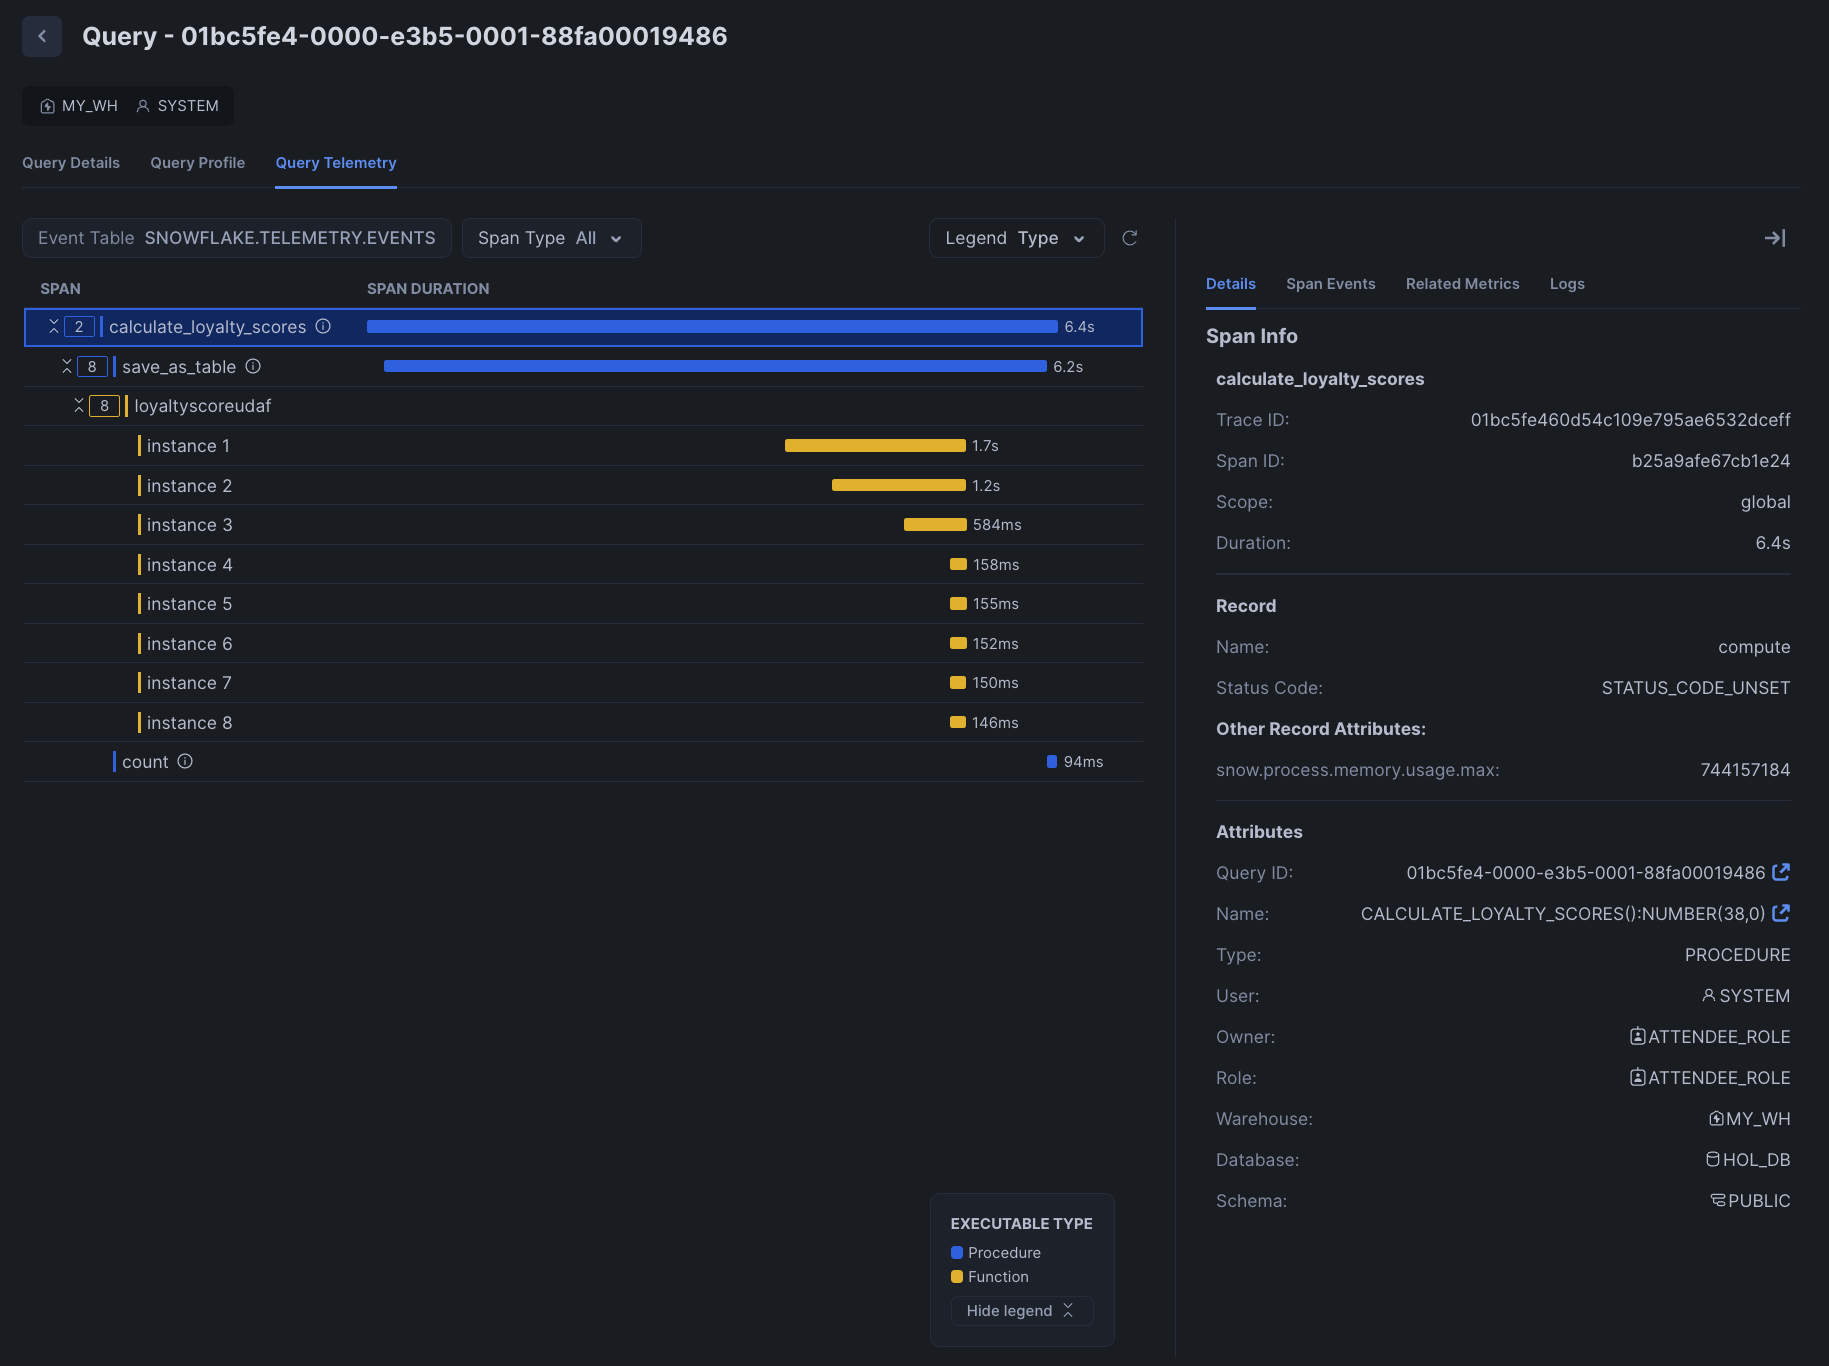 Query - 01bc5fe4-0000-e3b5-0001-88fa00019486
MY_WH SYSTEM
Query Details Query Profile Query Telemetry
Event Table SNOWFLAKE.TELEMETRY.EVENTS Span Type All Legend Type
SPAN SPAN DURATION
2 calculate_loyalty_scores 6.4s
8 save_as_table 6.2s
8 loyaltyscoreudaf
instance 1 1.7s
instance 2 1.2s
instance 3 584ms
instance 4 158ms
instance 5 155ms
instance 6 152ms
instance 7 150ms
instance 8 146ms
count 94ms
EXECUTABLE TYPE
Procedure
Function
Hide legend
Details Span Events Related Metrics Logs
Span Info
calculate_loyalty_scores
Trace ID: 01bc5fe460d54c109e795ae6532dceff
Span ID: b25a9afe67cb1e24
Scope: global
Duration: 6.4s
Record
Name: compute
Status Code: STATUS_CODE_UNSET
Other Record Attributes:
snow.process.memory.usage.max: 744157184
Attributes
Query ID: 01bc5fe4-0000-e3b5-0001-88fa00019486
Name: CALCULATE_LOYALTY_SCORES():NUMBER(38,0)
Type: PROCEDURE
User: SYSTEM
Owner: ATTENDEE_ROLE
Role: ATTENDEE_ROLE
Warehouse: MY_WH
Database: HOL_DB
Schema: PUBLIC